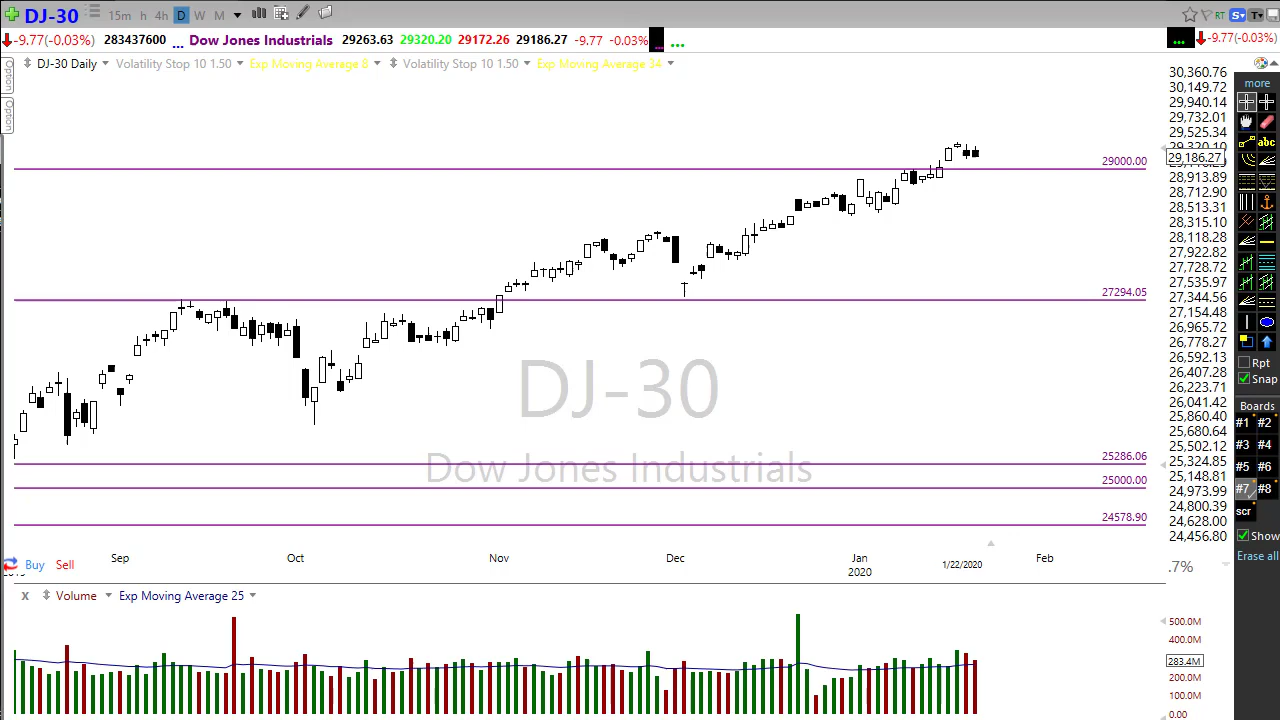 DJ-30 15m h 4h D W M RT S T
-9.77(-0.03%) 283437600 ... Dow Jones Industrials 29263.63 29320.20 29172.26 29186.27 -9.77 -0.03% ... ... ... -9.77(-0.03%)
DJ-30 Daily Volatility Stop 10 1.50 Exp Moving Average 8 Volatility Stop 10 1.50 Exp Moving Average 34
Option
Option
30,360.76
30,149.72
29,940.14
29,732.01
29,525.34
29,320.19
29,186.27
28,913.89
28,712.90
28,513.31
28,315.10
28,118.28
27,922.82
27,728.72
27,535.97
27,344.56
27,154.48
26,965.72
26,778.27
26,592.13
26,407.28
26,223.71
26,041.42
25,860.40
25,680.64
25,502.12
25,324.85
25,148.81
24,973.99
24,800.39
24,628.00
24,456.80
29000.00
27294.05
25286.06
25000.00
24578.90
DJ-30
Dow Jones Industrials
Sep Oct Nov Dec Jan Feb
2020 1/22/2020
Buy Sell
.7%
x Volume Exp Moving Average 25
500.0M
400.0M
283.4M
200.0M
100.0M
0.00
more
abc
Rpt
Snap
Boards
#1 #2
#3 #4
#5 #6
#7 #8
scr
Show
Erase all